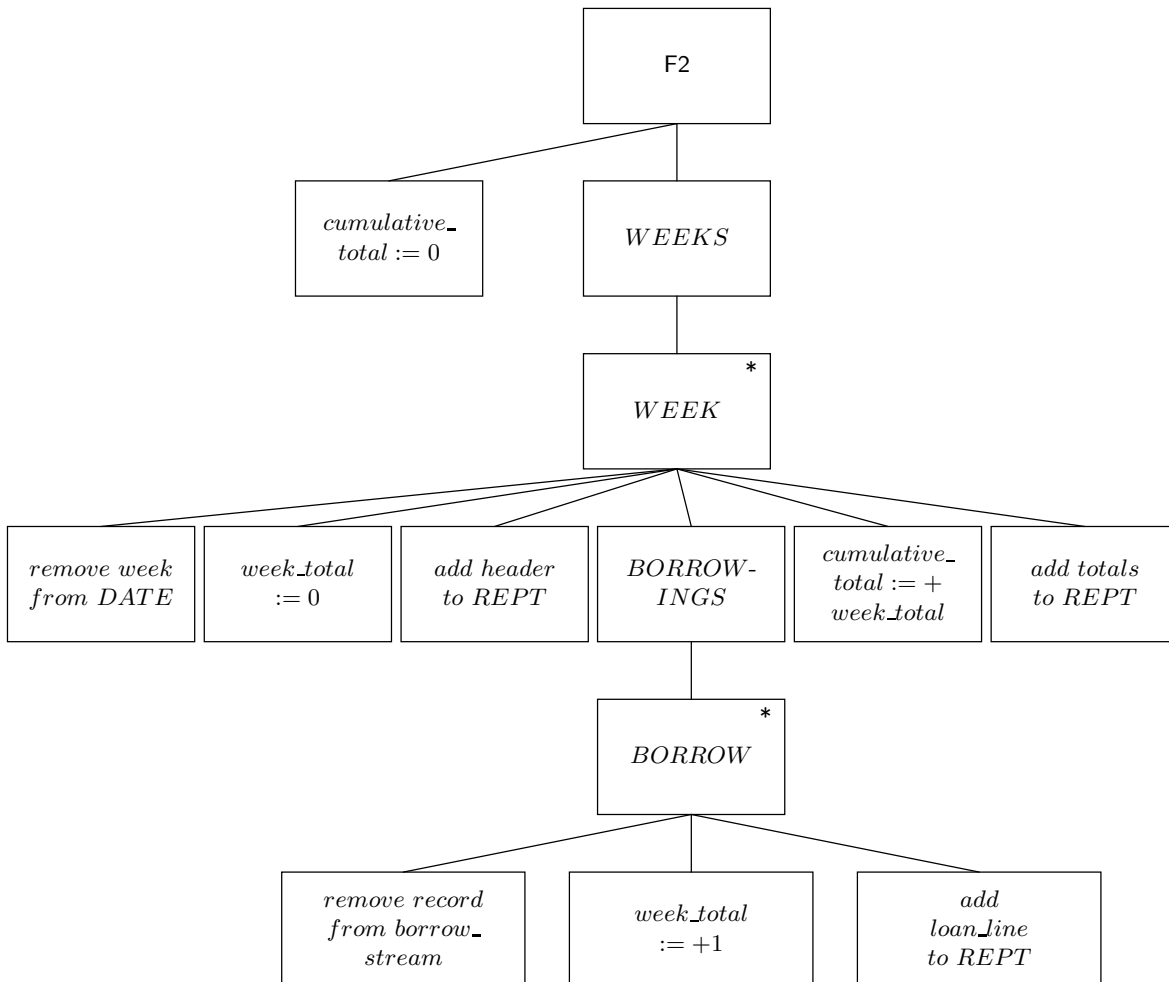 F2
cumulative_
total := 0
WEEKS
*
WEEK
remove week
from DATE
week_total
:= 0
add header
to REPT
BORROW-
INGS
cumulative_
total := +
week_total
add totals
to REPT
*
BORROW
remove record
from borrow_
stream
week_total
:= +1
add
loan_line
to REPT